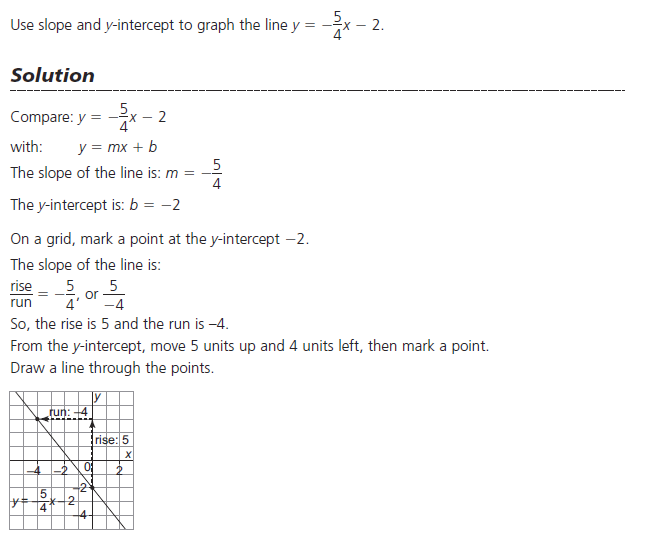 Use slope and y-intercept to graph the line y = −5/4x − 2.
Solution
Compare: y = −5/4x − 2
with: y = mx + b
The slope of the line is: m = −5/4
The y-intercept is: b = −2
On a grid, mark a point at the y-intercept −2.
The slope of the line is:
rise/run = −5/4, or 5/−4
So, the rise is 5 and the run is –4.
From the y-intercept, move 5 units up and 4 units left, then mark a point.
Draw a line through the points.
y
run: –4
rise: 5
x
–4 –2 0 2
–2
y = –5/4x – 2
–4